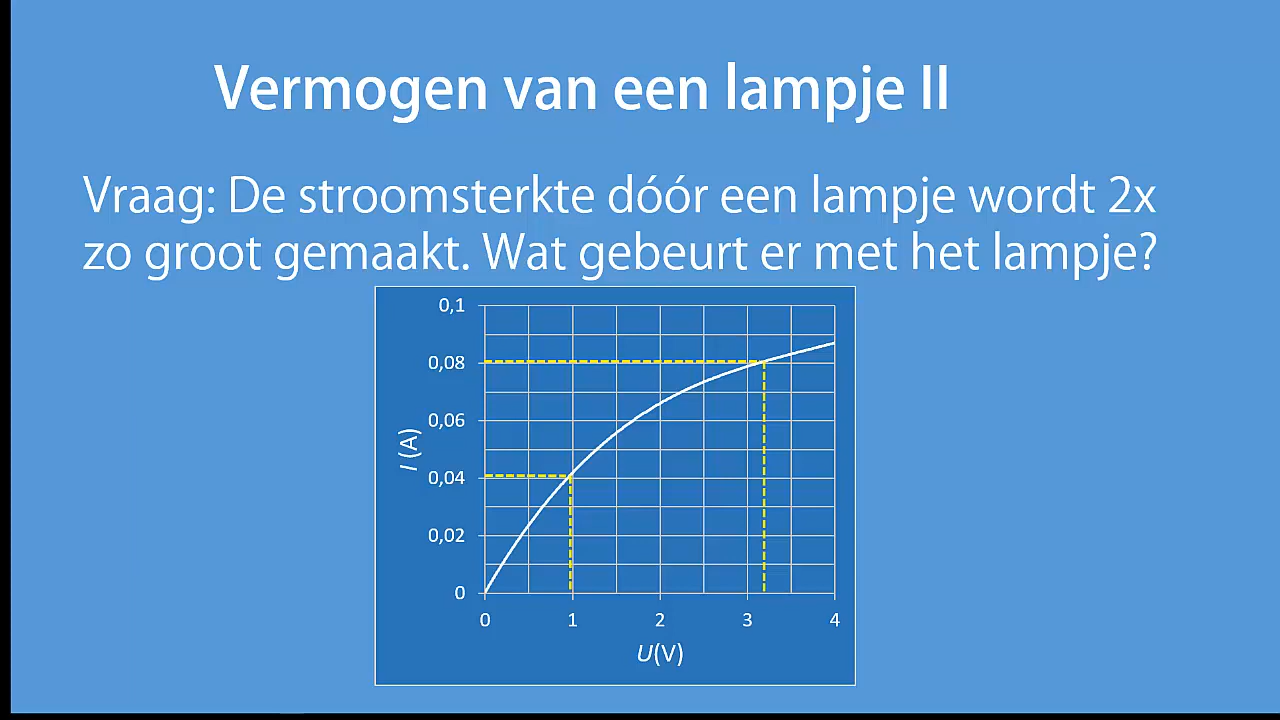 Vermogen van een lampje II
Vraag: De stroomsterkte dóór een lampje wordt 2x
zo groot gemaakt. Wat gebeurt er met het lampje?
0,1
0,08
0,06
0,04
0,02
0
I (A)
0 1 2 3 4
U(V)